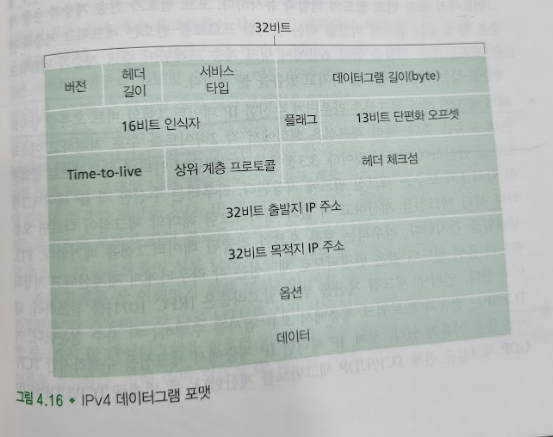 32비트
버전 헤더 길이 서비스 타입 데이터그램 길이(byte)
16비트 인식자 플래그 13비트 단편화 오프셋
Time-to-live 상위 계층 프로토콜 헤더 체크섬
32비트 출발지 IP 주소
32비트 목적지 IP 주소
옵션
데이터
그림 4.16 • IPv4 데이터그램 포맷